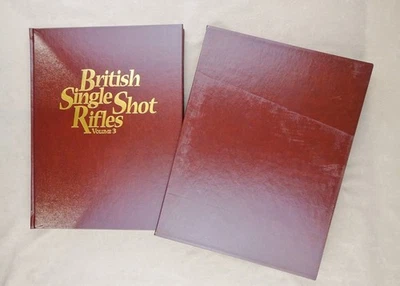 British
Single Shot
Rifles
Volume 3